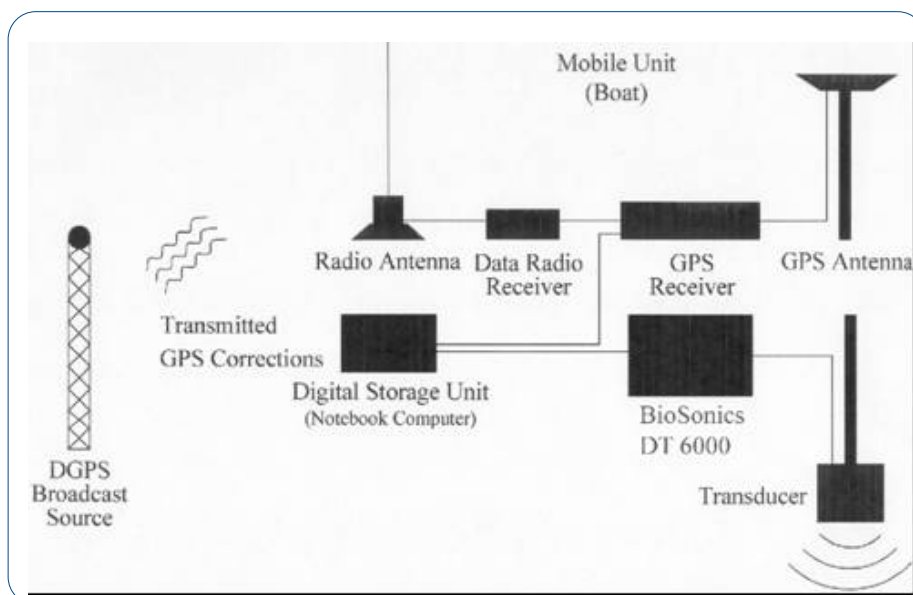 Mobile Unit
(Boat)
Radio Antenna
Data Radio
Receiver
GPS
Receiver
GPS Antenna
Transmitted
GPS Corrections
Digital Storage Unit
(Notebook Computer)
BioSonics
DT 6000
DGPS
Broadcast
Source
Transducer